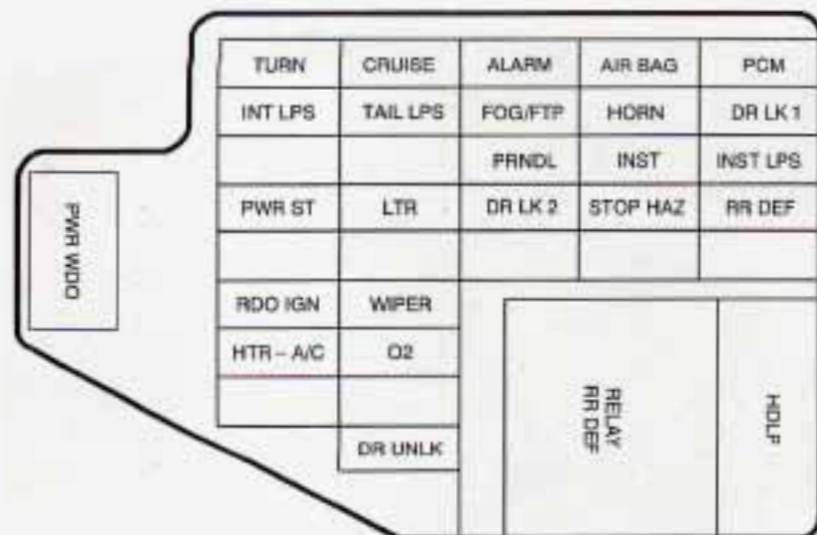 TURN CRUISE ALARM AIR BAG PCM
INT LPS TAIL LPS FOG/FTP HORN DR LK 1
PRNDL INST INST LPS
PWR ST LTR DR LK 2 STOP HAZ RR DEF
PWR WDO
RDO IGN WIPER
HTR – A/C O2
DR UNLK
RELAY
RR DEF
HDLP